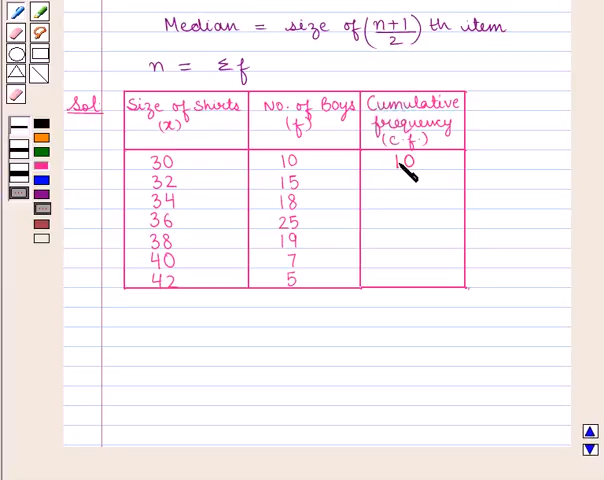 Median = size of (n+1/2) th item
n = Σf
Sol.
Size of Shirts (x) No. of Boys (f) Cumulative frequency (c.f.)
30 10 10
32 15
34 18
36 25
38 19
40 7
42 5